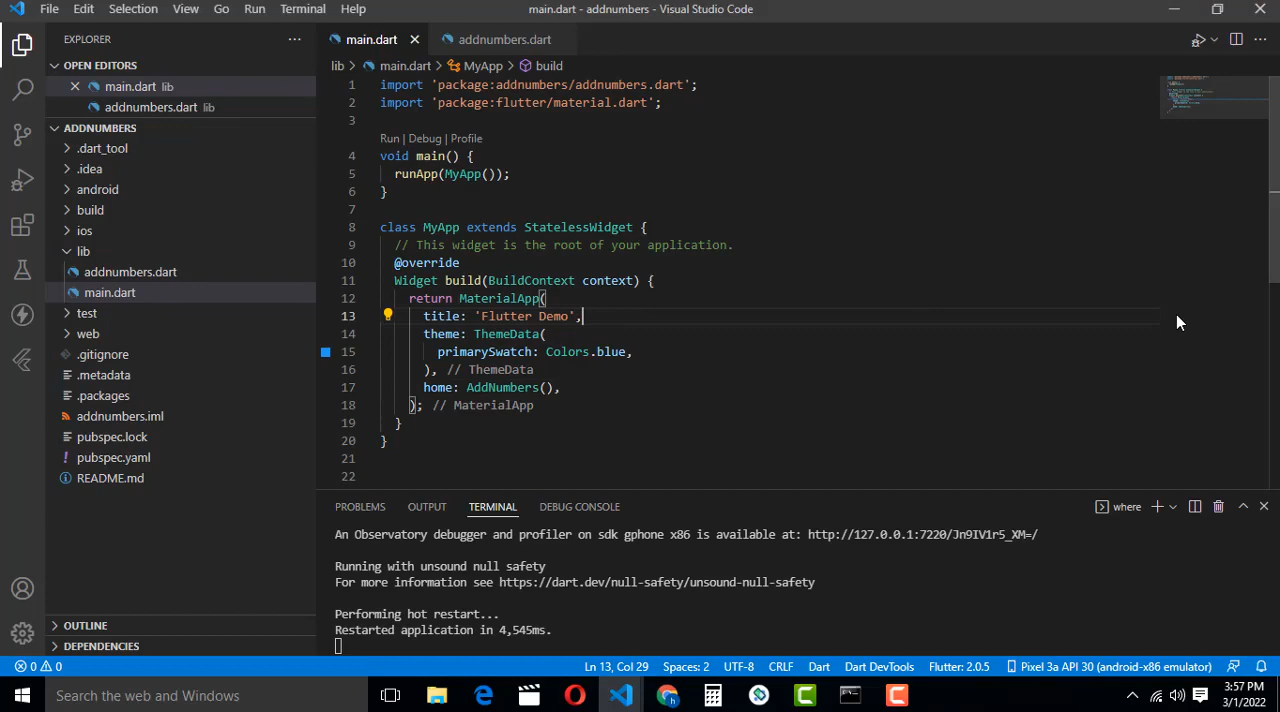 File Edit Selection View Go Run Terminal Help
main.dart - addnumbers - Visual Studio Code
EXPLORER
OPEN EDITORS
main.dart lib
addnumbers.dart lib
ADDNUMBERS
.dart_tool
.idea
android
build
ios
lib
addnumbers.dart
main.dart
test
web
.gitignore
.metadata
.packages
addnumbers.iml
pubspec.lock
pubspec.yaml
README.md
OUTLINE
DEPENDENCIES
main.dart addnumbers.dart
lib main.dart MyApp build
1 import 'package:addnumbers/addnumbers.dart';
2 import 'package:flutter/material.dart';
3
Run | Debug | Profile
4 void main() {
5 runApp(MyApp());
6 }
7
8 class MyApp extends StatelessWidget {
9 // This widget is the root of your application.
10 @override
11 Widget build(BuildContext context) {
12 return MaterialApp(
13 title: 'Flutter Demo',
14 theme: ThemeData(
15 primarySwatch: Colors.blue,
16 ), // ThemeData
17 home: AddNumbers(),
18 ); // MaterialApp
19 }
20 }
21
22
PROBLEMS OUTPUT TERMINAL DEBUG CONSOLE
where
An Observatory debugger and profiler on sdk gphone x86 is available at: http://127.0.0.1:7220/Jn9IV1r5_XM=/
Running with unsound null safety
For more information see https://dart.dev/null-safety/unsound-null-safety
Performing hot restart...
Restarted application in 4,545ms.
0 0 Ln 13, Col 29 Spaces: 2 UTF-8 CRLF Dart Dart DevTools Flutter: 2.0.5 Pixel 3a API 30 (android-x86 emulator)
Search the web and Windows
3:57 PM
3/1/2022